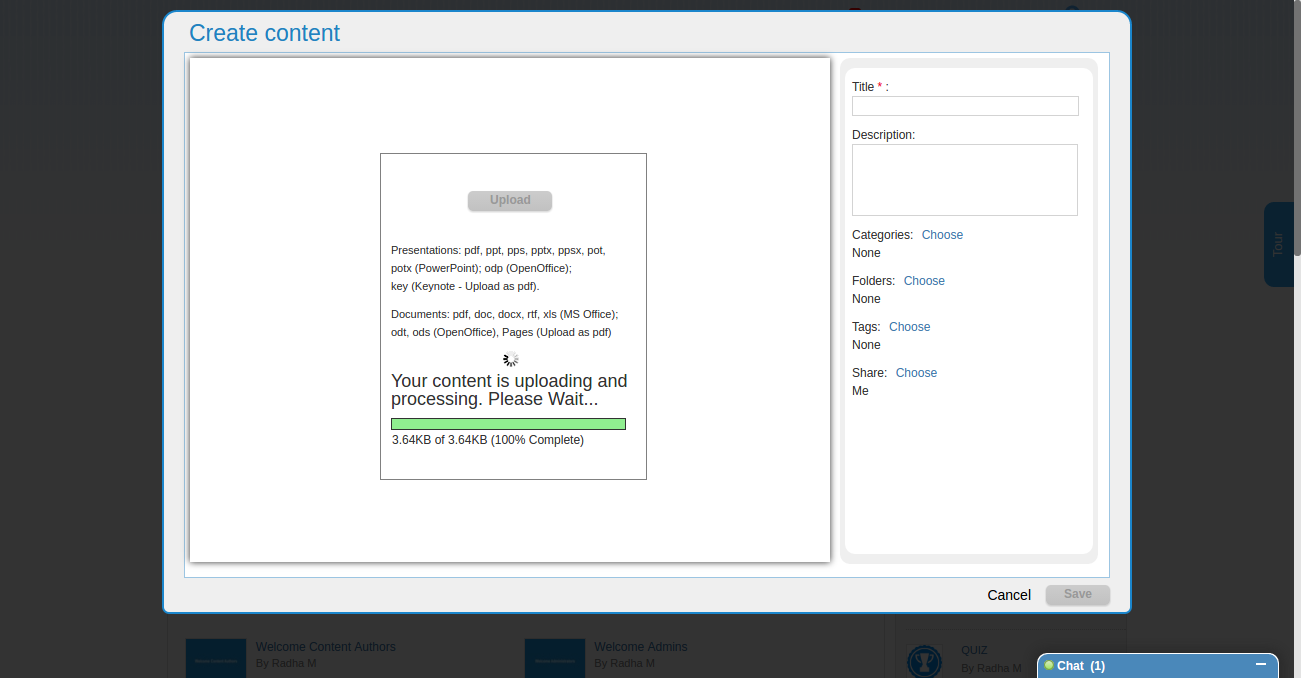 Create content
Upload
Presentations: pdf, ppt, pps, pptx, ppsx, pot,
potx (PowerPoint); odp (OpenOffice);
key (Keynote - Upload as pdf).
Documents: pdf, doc, docx, rtf, xls (MS Office);
odt, ods (OpenOffice), Pages (Upload as pdf)
Your content is uploading and
processing. Please Wait...
3.64KB of 3.64KB (100% Complete)
Title * :
Description:
Categories: Choose
None
Folders: Choose
None
Tags: Choose
None
Share: Choose
Me
Cancel
Save
Tour
Welcome Content Authors
By Radha M
Welcome Admins
By Radha M
QUIZ
By Radha M
Chat (1)